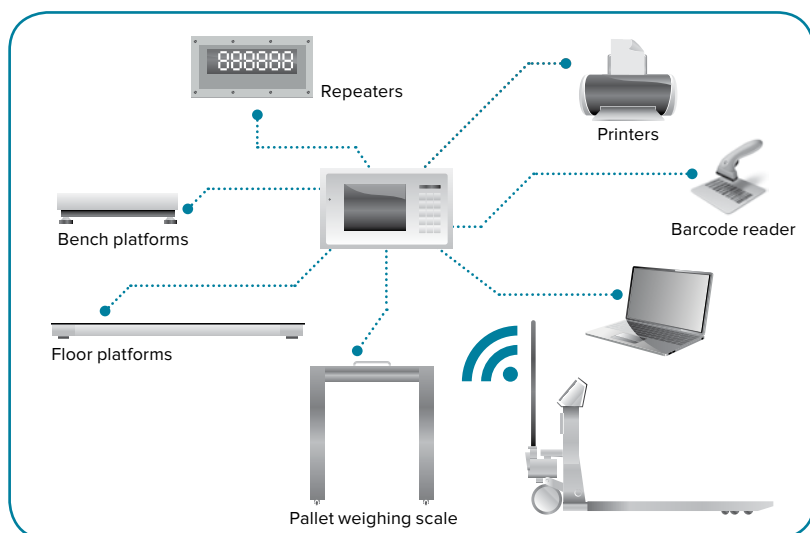 888888
Repeaters
Printers
Bench platforms
Barcode reader
Floor platforms
Pallet weighing scale